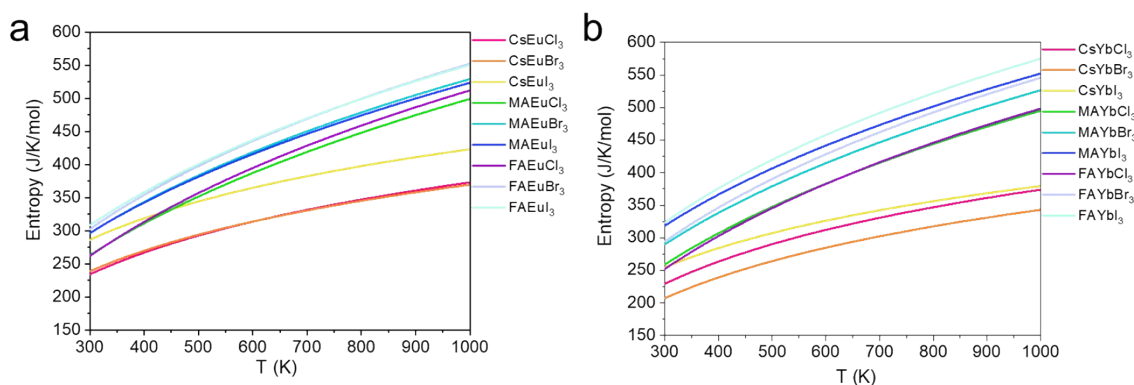 a
600
550
500
450
400
350
300
250
200
150
Entropy (J/K/mol)
300 400 500 600 700 800 900 1000
T (K)
CsEuCl3
CsEuBr3
CsEuI3
MAEuCl3
MAEuBr3
MAEuI3
FAEuCl3
FAEuBr3
FAEuI3
b
600
550
500
450
400
350
300
250
200
150
Entropy (J/K/mol)
300 400 500 600 700 800 900 1000
T (K)
CsYbCl3
CsYbBr3
CsYbI3
MAYbCl3
MAYbBr3
MAYbI3
FAYbCl3
FAYbBr3
FAYbI3